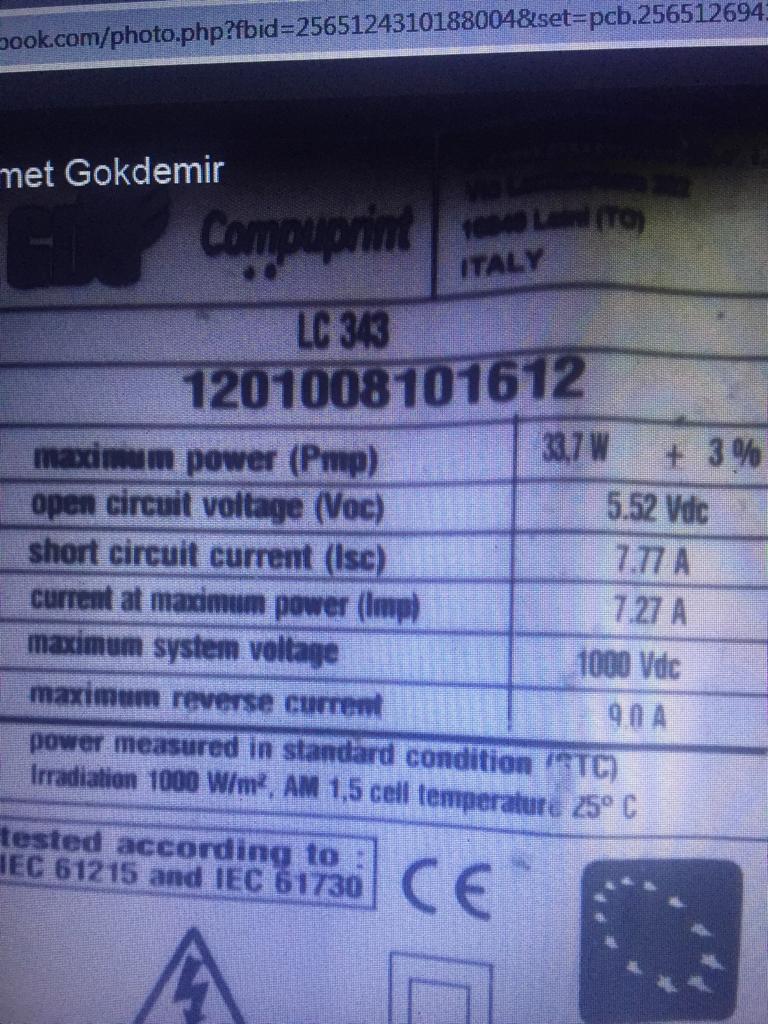 book.com/photo.php?fbid=2565124310188004&set=pcb.256512694
met Gokdemir
Compuprint
(TO)
ITALY
LC 343
1201008101612
maximum power (Pmp) 33,7 W + 3 %
open circuit voltage (Voc) 5.52 Vdc
short circuit current (Isc) 7.77 A
current at maximum power (Imp) 7.27 A
maximum system voltage 1000 Vdc
maximum reverse current 9.0 A
power measured in standard condition (STC)
Irradiation 1000 W/m², AM 1,5 cell temperature 25° C
tested according to :
IEC 61215 and IEC 61730
CE